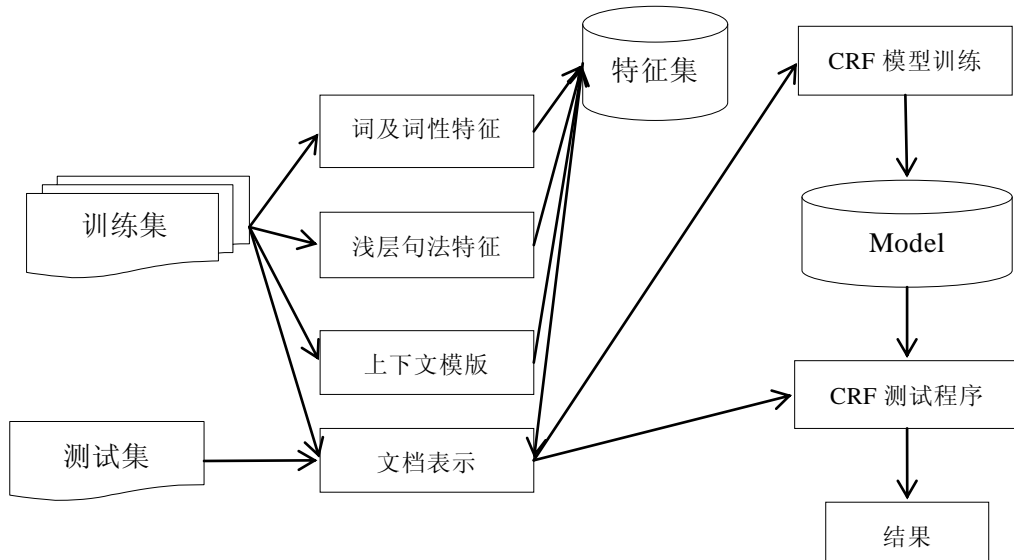 特征集
CRF 模型训练
词及词性特征
训练集
浅层句法特征
Model
上下文模版
CRF 测试程序
测试集
文档表示
结果